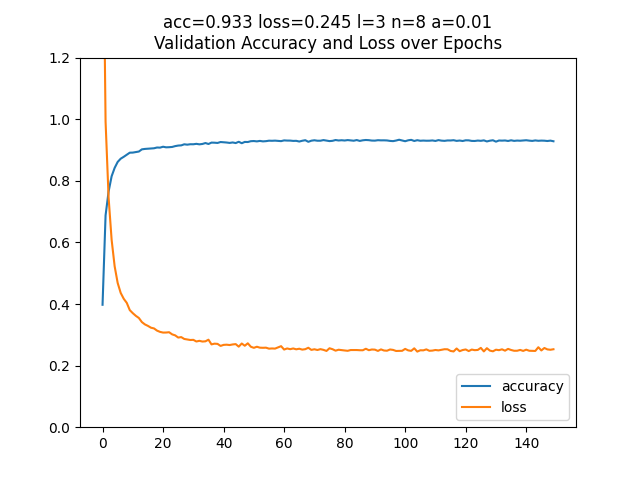 acc=0.933 loss=0.245 l=3 n=8 a=0.01
Validation Accuracy and Loss over Epochs
1.2
1.0
0.8
0.6
0.4
0.2
0.0
accuracy
loss
0 20 40 60 80 100 120 140